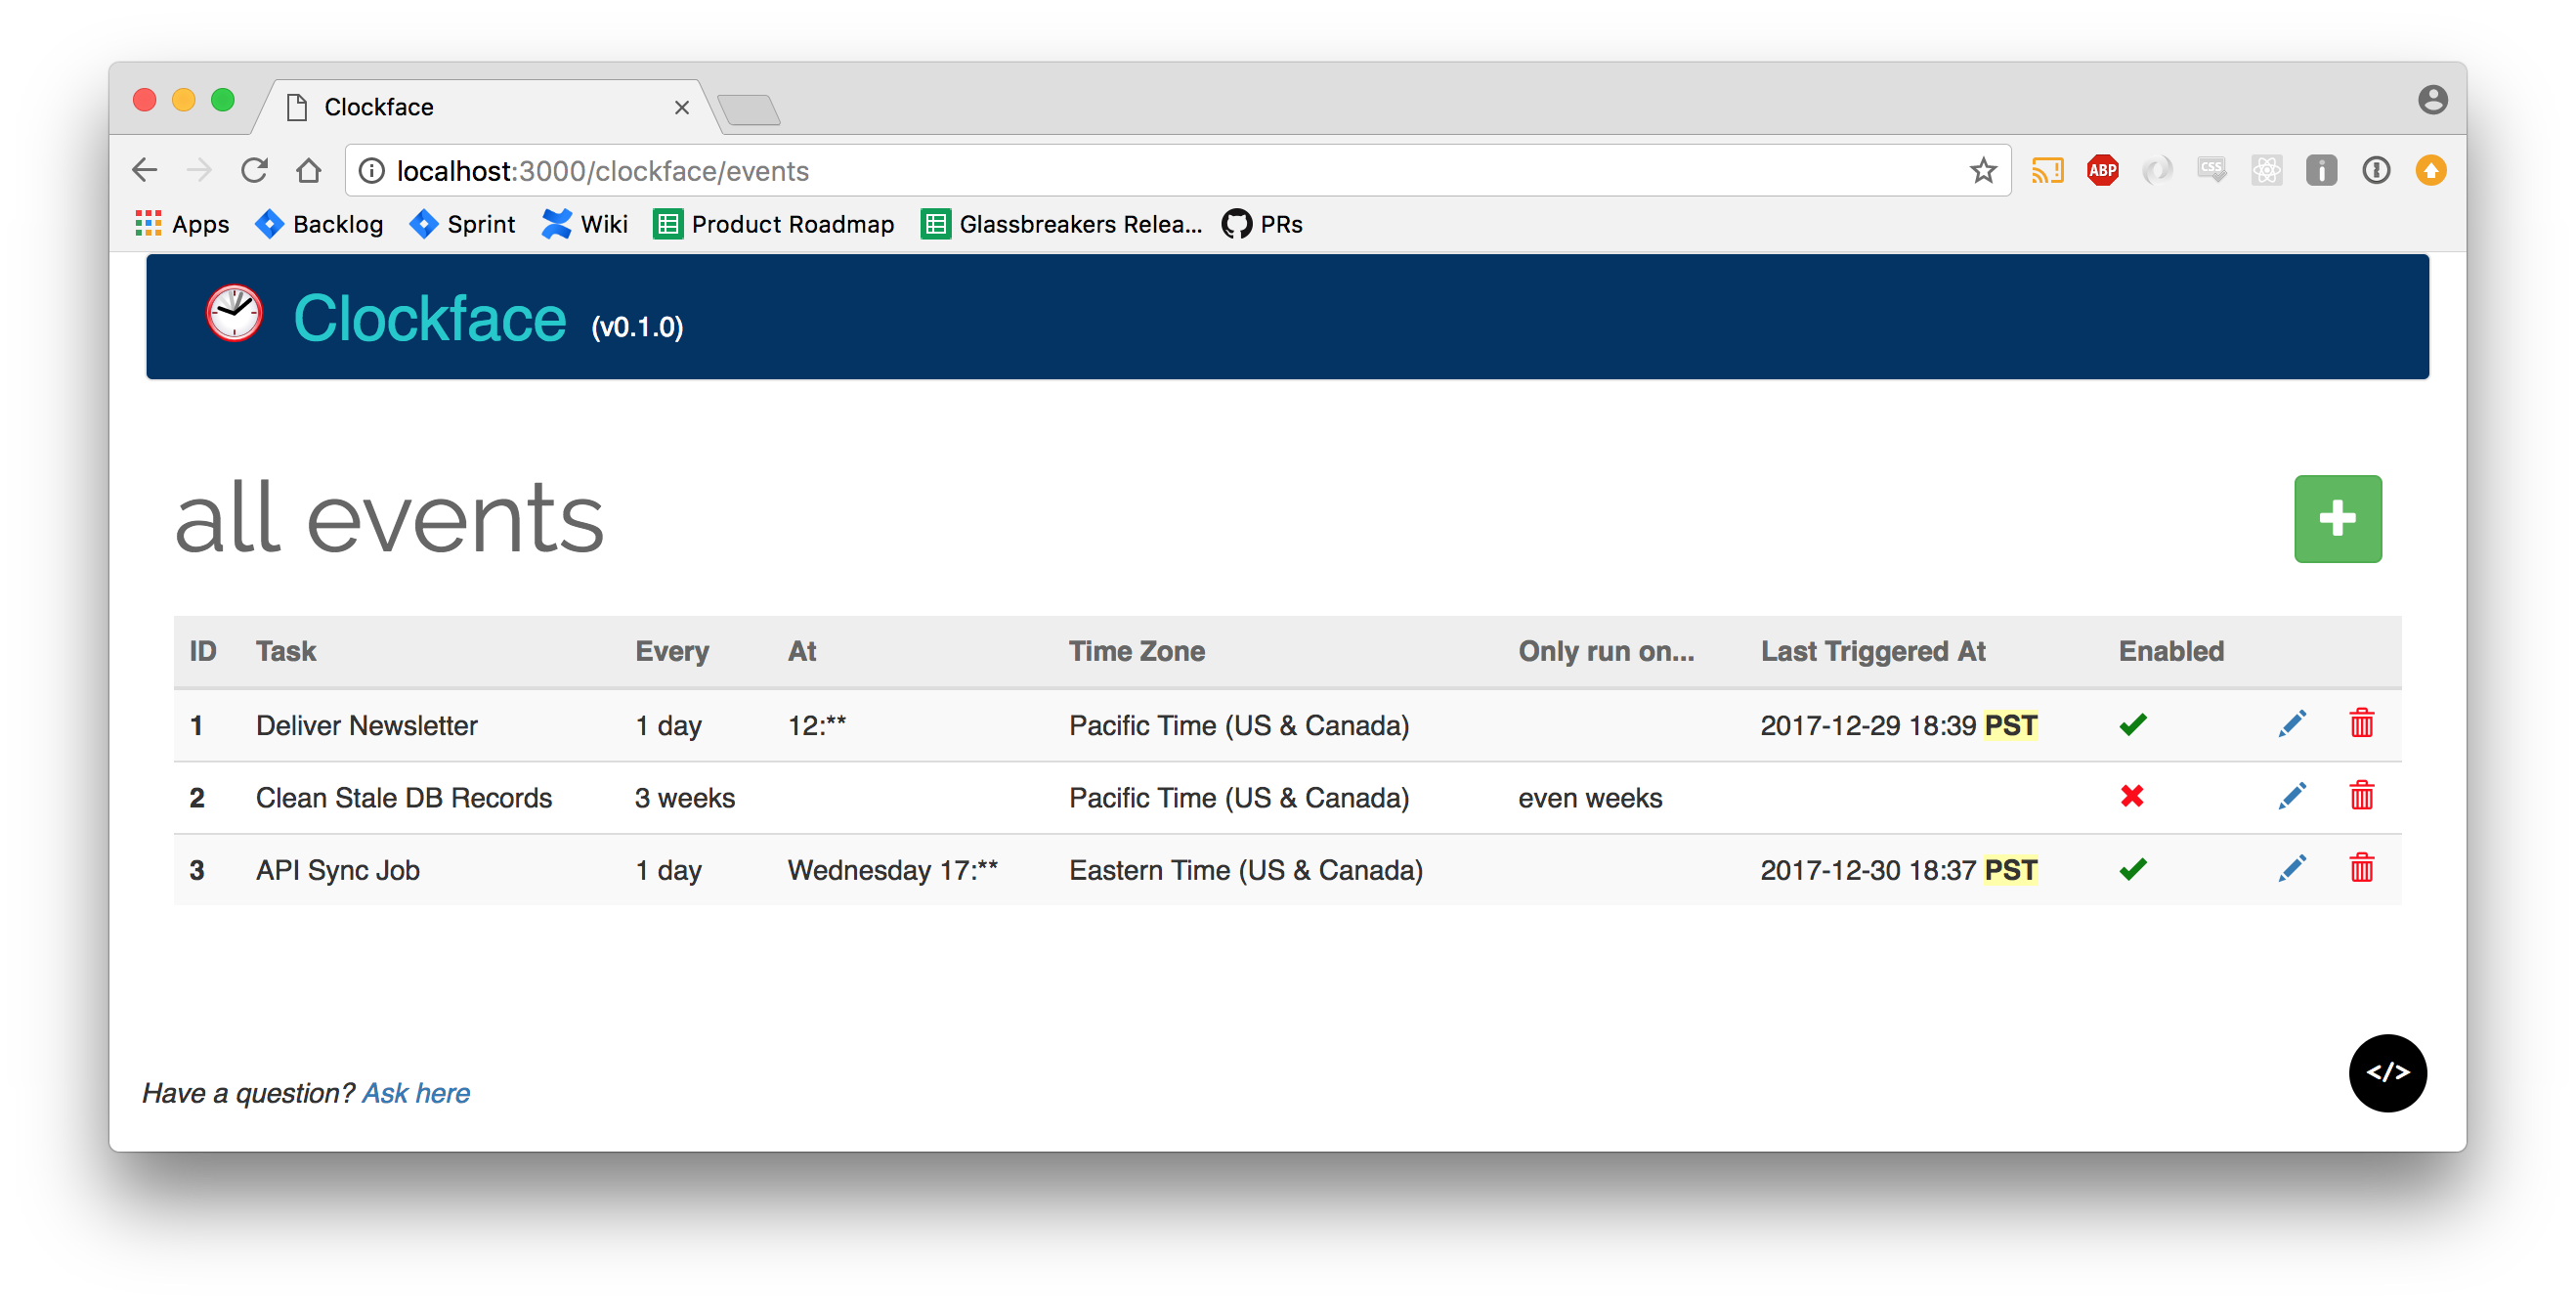 Clockface
localhost:3000/clockface/events
ABP
CSS
Apps Backlog Sprint Wiki Product Roadmap Glassbreakers Relea... PRs
Clockface (v0.1.0)
all events
ID Task Every At Time Zone Only run on... Last Triggered At Enabled
1 Deliver Newsletter 1 day 12:** Pacific Time (US & Canada) 2017-12-29 18:39 PST
2 Clean Stale DB Records 3 weeks Pacific Time (US & Canada) even weeks
3 API Sync Job 1 day Wednesday 17:** Eastern Time (US & Canada) 2017-12-30 18:37 PST
</>
Have a question? Ask here